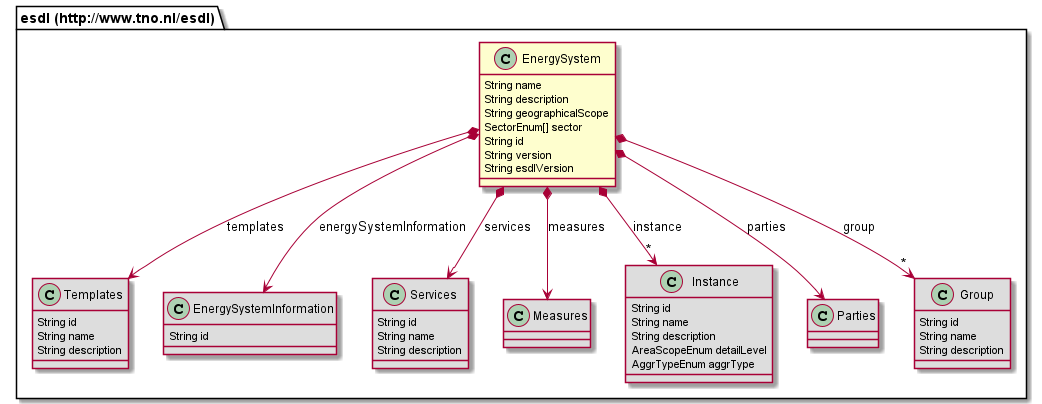 esdl (http://www.tno.nl/esdl)
C EnergySystem
String name
String description
String geographicalScope
SectorEnum[] sector
String id
String version
String esdlVersion
templates
energySystemInformation
services
measures
instance
parties
group
*
*
C Templates
String id
String name
String description
C EnergySystemInformation
String id
C Services
String id
String name
String description
C Measures
C Instance
String id
String name
String description
AreaScopeEnum detailLevel
AggrTypeEnum aggrType
C Parties
C Group
String id
String name
String description